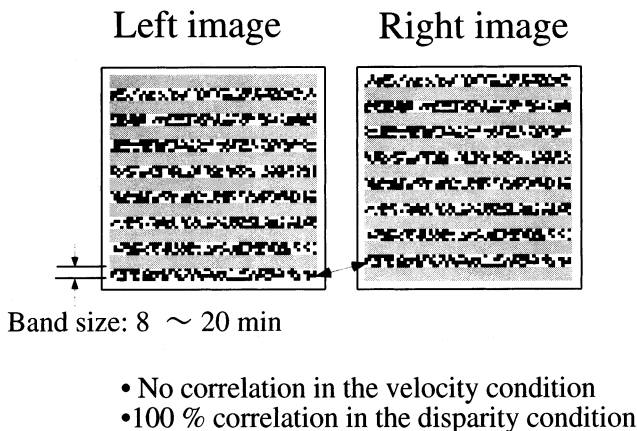 Left image
Right image
Band size: 8 ～ 20 min
• No correlation in the velocity condition
•100 % correlation in the disparity condition